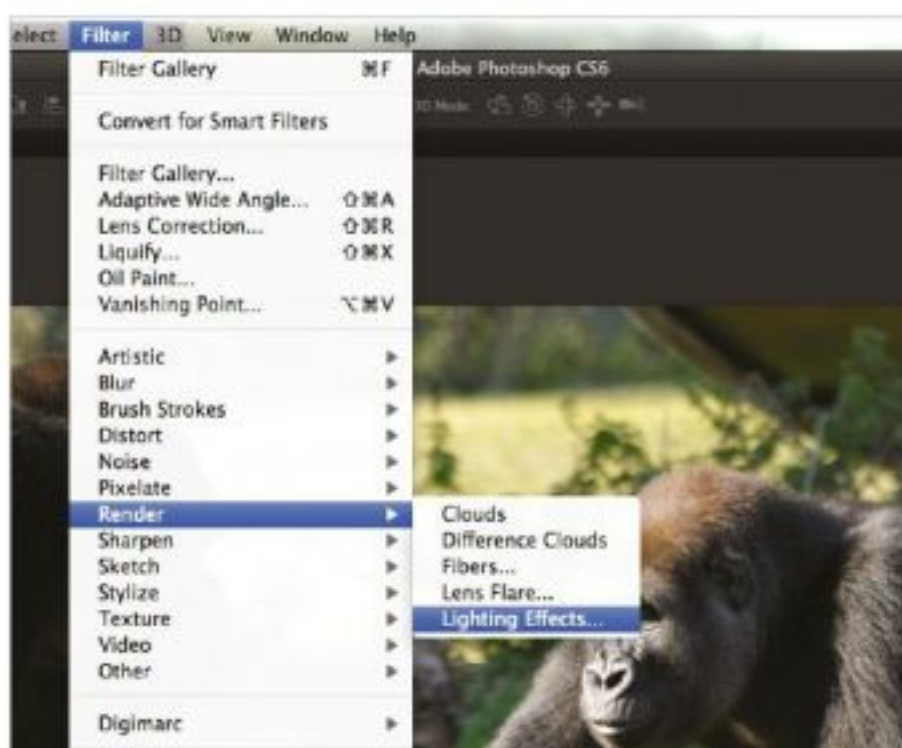 elect Filter 3D View Window Help
Filter Gallery ⌘F
Adobe Photoshop CS6
3D Mode:
Convert for Smart Filters
Filter Gallery...
Adaptive Wide Angle... ⇧⌘A
Lens Correction... ⇧⌘R
Liquify... ⇧⌘X
Oil Paint...
Vanishing Point... ⌥⌘V
Artistic
Blur
Brush Strokes
Distort
Noise
Pixelate
Render
Sharpen
Sketch
Stylize
Texture
Video
Other
Digimarc
Clouds
Difference Clouds
Fibers...
Lens Flare...
Lighting Effects...